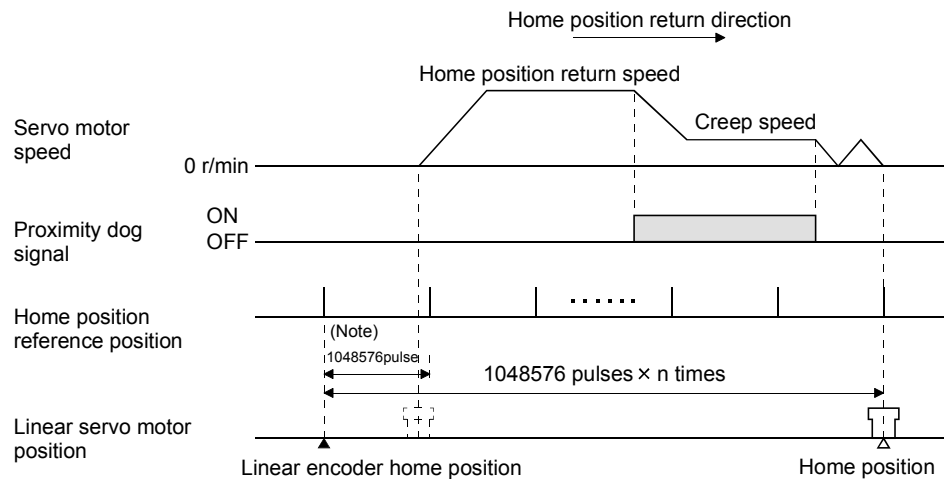 Home position return direction
Home position return speed
Servo motor
speed
Creep speed
0 r/min
Proximity dog
signal
ON
OFF
Home position
reference position
(Note)
1048576pulse
1048576 pulses × n times
Linear servo motor
position
Linear encoder home position
Home position